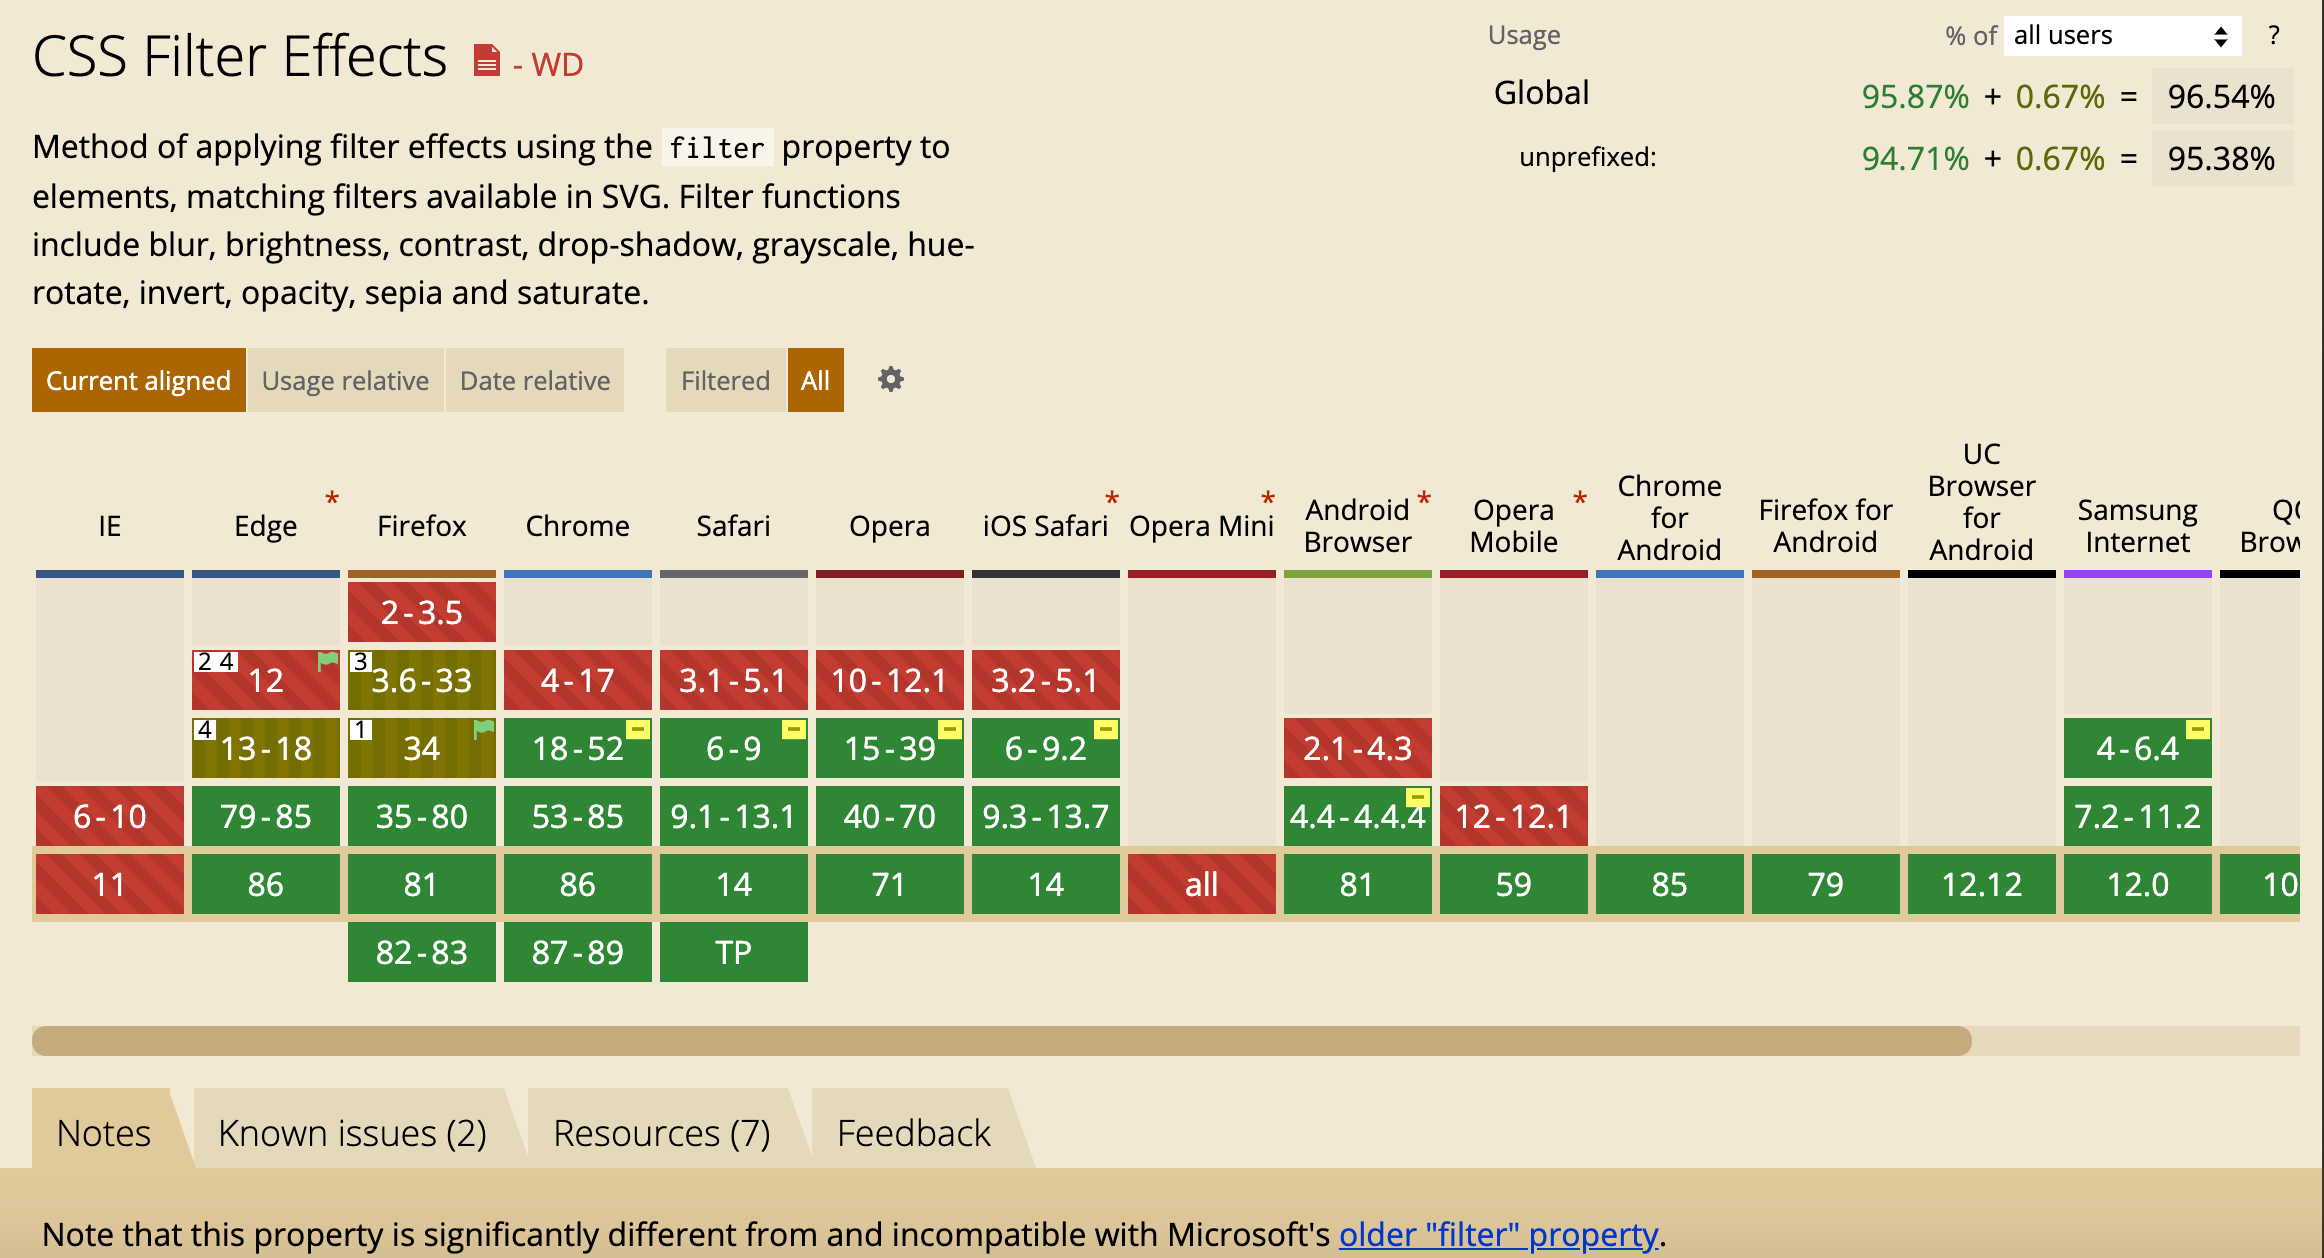 CSS Filter Effects - WD
Usage % of all users ?
Global 95.87% + 0.67% = 96.54%
unprefixed: 94.71% + 0.67% = 95.38%
Method of applying filter effects using the filter property to
elements, matching filters available in SVG. Filter functions
include blur, brightness, contrast, drop-shadow, grayscale, hue-
rotate, invert, opacity, sepia and saturate.
Current aligned Usage relative Date relative Filtered All
IE
Edge *
Firefox
Chrome
Safari
Opera
iOS Safari *
Opera Mini *
Android *
Browser
Opera *
Mobile
Chrome
for
Android
Firefox for
Android
UC
Browser
for
Android
Samsung
Internet
2-3.5
2 4 12 3 3.6-33 4-17 3.1-5.1 10-12.1 3.2-5.1
4 13-18 1 34 18-52 6-9 15-39 6-9.2 2.1-4.3 4-6.4
6-10 79-85 35-80 53-85 9.1-13.1 40-70 9.3-13.7 4.4-4.4.4 12-12.1 7.2-11.2
11 86 81 86 14 71 14 all 81 59 85 79 12.12 12.0 10
82-83 87-89 TP
Notes Known issues (2) Resources (7) Feedback
Note that this property is significantly different from and incompatible with Microsoft's older "filter" property.